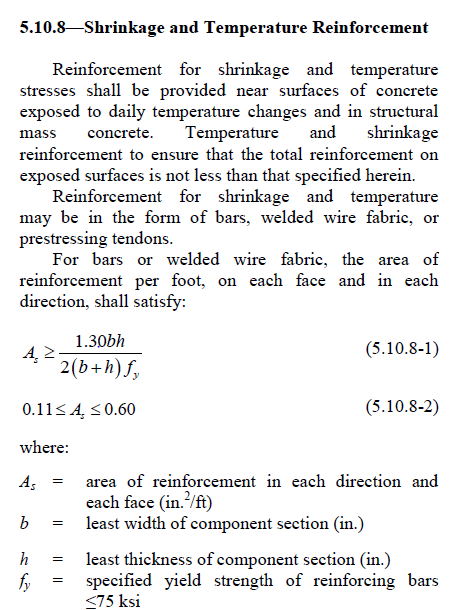 5.10.8—Shrinkage and Temperature Reinforcement
Reinforcement for shrinkage and temperature
stresses shall be provided near surfaces of concrete
exposed to daily temperature changes and in structural
mass concrete. Temperature and shrinkage
reinforcement to ensure that the total reinforcement on
exposed surfaces is not less than that specified herein.
Reinforcement for shrinkage and temperature
may be in the form of bars, welded wire fabric, or
prestressing tendons.
For bars or welded wire fabric, the area of
reinforcement per foot, on each face and in each
direction, shall satisfy:
A_s ≥ 1.30bh / 2(b+h)f_y (5.10.8-1)
0.11 ≤ A_s ≤ 0.60 (5.10.8-2)
where:
A_s = area of reinforcement in each direction and
each face (in.²/ft)
b = least width of component section (in.)
h = least thickness of component section (in.)
f_y = specified yield strength of reinforcing bars
≤75 ksi